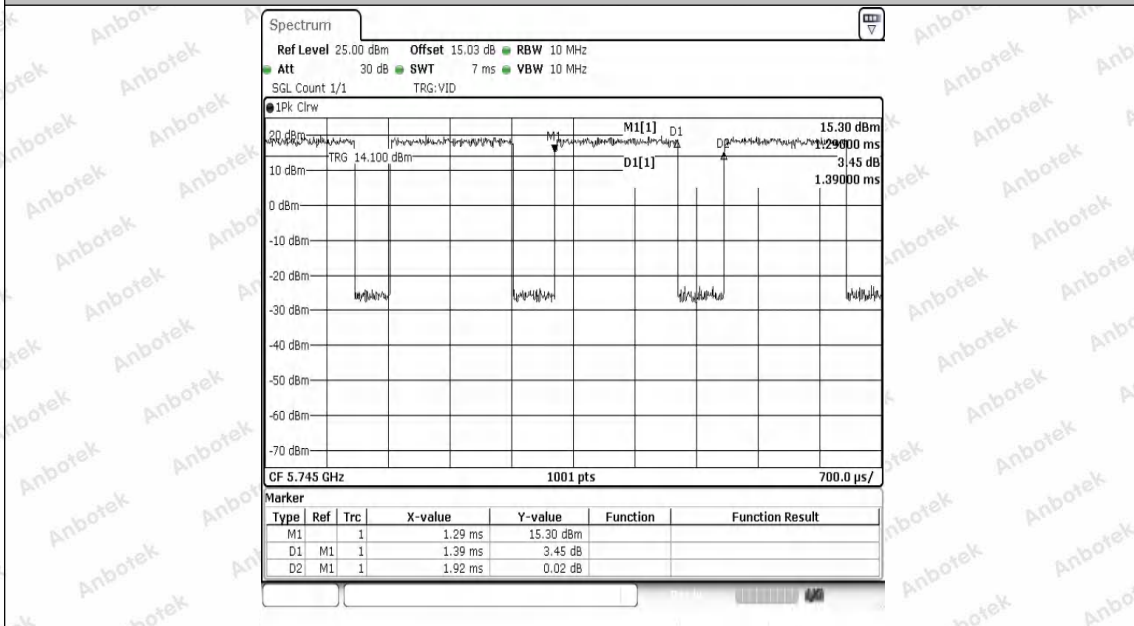 Spectrum
Ref Level 25.00 dBm Offset 15.03 dB RBW 10 MHz
Att 30 dB SWT 7 ms VBW 10 MHz
SGL Count 1/1 TRG:VID
1Pk Clrw
M1[1] 15.30 dBm
1.29000 ms
D1[1] 3.45 dB
1.39000 ms
M1
D1
D2
20 dBm
TRG 14.100 dBm
10 dBm
0 dBm
-10 dBm
-20 dBm
-30 dBm
-40 dBm
-50 dBm
-60 dBm
-70 dBm
CF 5.745 GHz 1001 pts 700.0 µs/
Marker
Type Ref Trc X-value Y-value Function Function Result
M1 1 1.29 ms 15.30 dBm
D1 M1 1 1.39 ms 3.45 dB
D2 M1 1 1.92 ms 0.02 dB
Anbotek